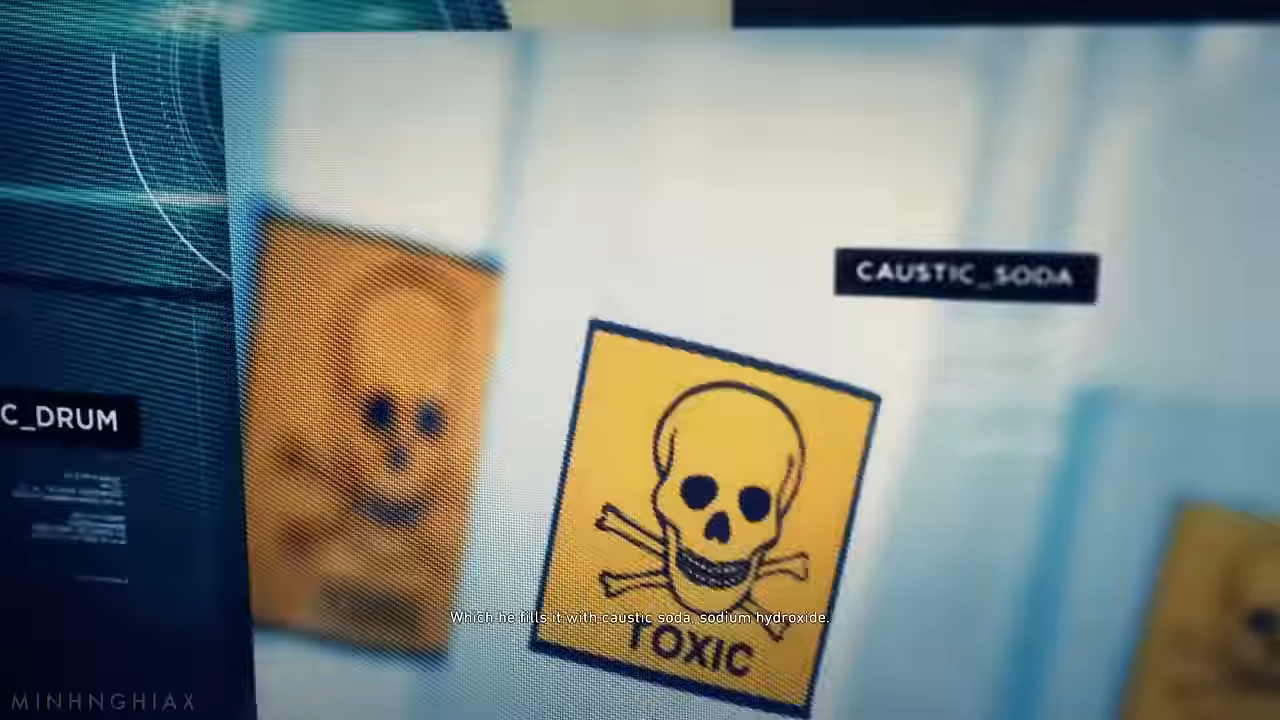 CAUSTIC_SODA
C_DRUM
Which he fills it with caustic soda, sodium hydroxide.
TOXIC
MINHNGHIAX